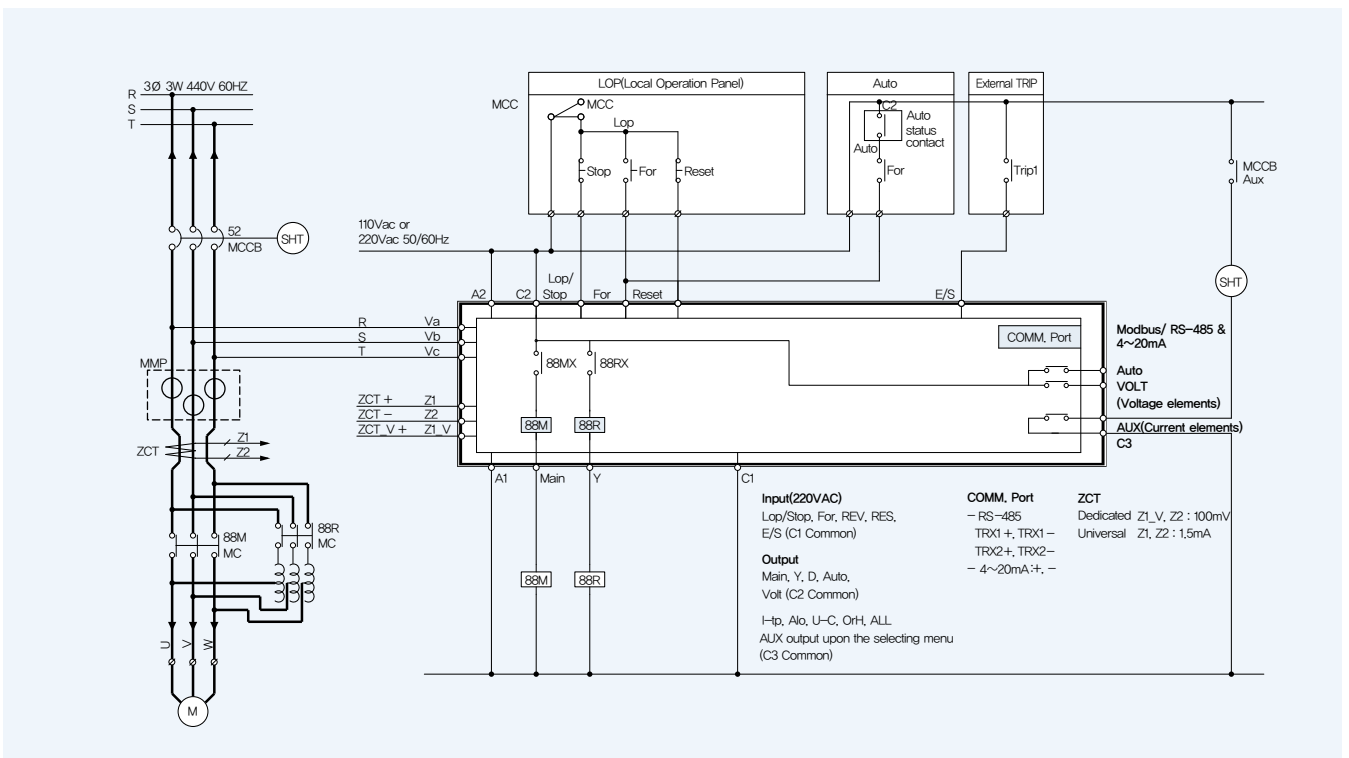 3Ø 3W 440V 60HZ
R
S
T
52
MCCB
SHT
MMP
ZCT
Z1
Z2
88M
MC
88R
MC
U
V
W
M
LOP(Local Operation Panel)
MCC
MCC
Lop
Stop
For
Reset
Auto
C2
Auto
status
contact
Auto
For
External TRIP
Trip1
MCCB
Aux
SHT
110Vac or
220Vac 50/60Hz
A2
C2
Lop/
Stop
For
Reset
E/S
R Va
S Vb
T Vc
ZCT + Z1
ZCT − Z2
ZCT_V + Z1_V
88MX
88RX
88M
88R
COMM. Port
Modbus/ RS−485 &
4~20mA
Auto
VOLT
(Voltage elements)
AUX(Current elements)
C3
A1
Main
Y
C1
88M
88R
Input(220VAC)
Lop/Stop, For, REV, RES,
E/S (C1 Common)
Output
Main, Y, D, Auto,
Volt (C2 Common)
I−tp, Alo, U−C, OrH, ALL
AUX output upon the selecting menu
(C3 Common)
COMM. Port
− RS−485
TRX1 +, TRX1 −
TRX2+, TRX2−
− 4~20mA:+, −
ZCT
Dedicated Z1_V, Z2 : 100mV
Universal Z1, Z2 : 1.5mA